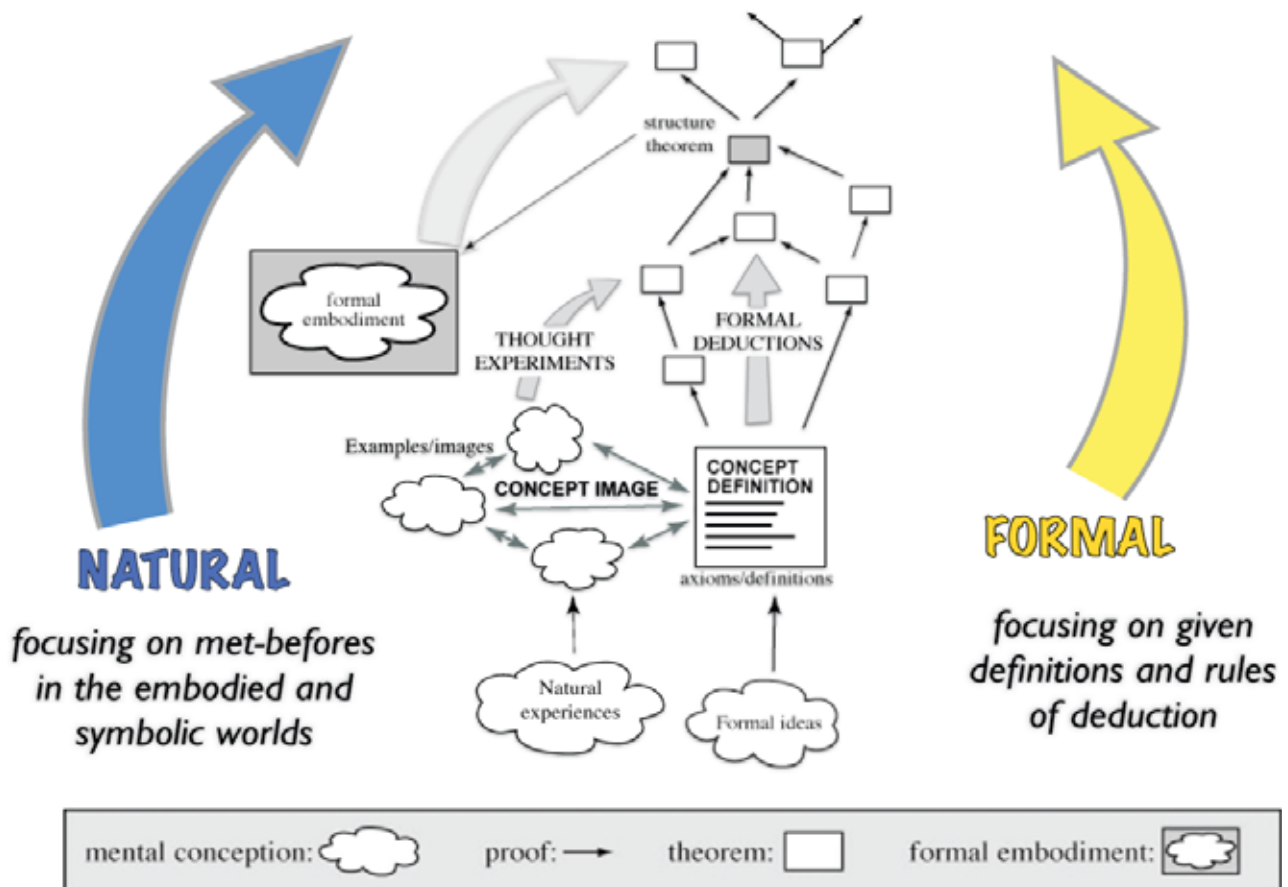 structure
theorem
formal
embodiment
THOUGHT
EXPERIMENTS
FORMAL
DEDUCTIONS
Examples/images
CONCEPT IMAGE
CONCEPT
DEFINITION
axioms/definitions
NATURAL
focusing on met-befores
in the embodied and
symbolic worlds
FORMAL
focusing on given
definitions and rules
of deduction
Natural
experiences
Formal ideas
mental conception: proof: theorem: formal embodiment: